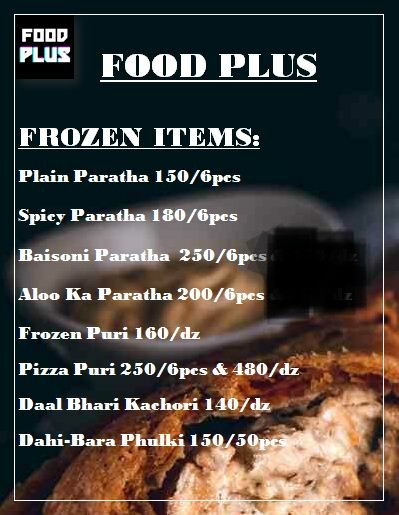 FOOD
PLUS
FOOD PLUS
FROZEN ITEMS:
Plain Paratha 150/6pcs
Spicy Paratha 180/6pcs
Baisoni Paratha 250/6pcs
Aloo Ka Paratha 200/6pcs
Frozen Puri 160/dz
Pizza Puri 250/6pcs & 480/dz
Daal Bhari Kachori 140/dz
Dahi-Bara Phulki 150/50pcs